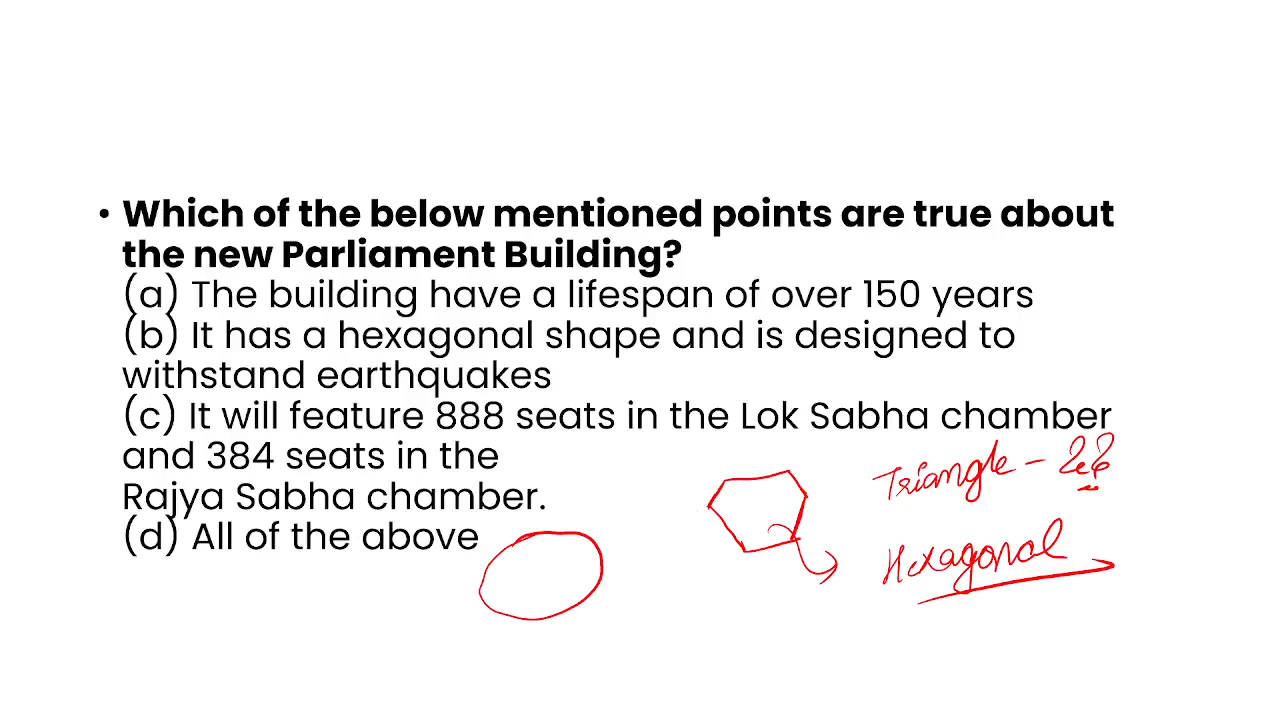 • Which of the below mentioned points are true about
the new Parliament Building?
(a) The building have a lifespan of over 150 years
(b) It has a hexagonal shape and is designed to
withstand earthquakes
(c) It will feature 888 seats in the Lok Sabha chamber
and 384 seats in the
Rajya Sabha chamber.
(d) All of the above
Triangle -
Hexagonal